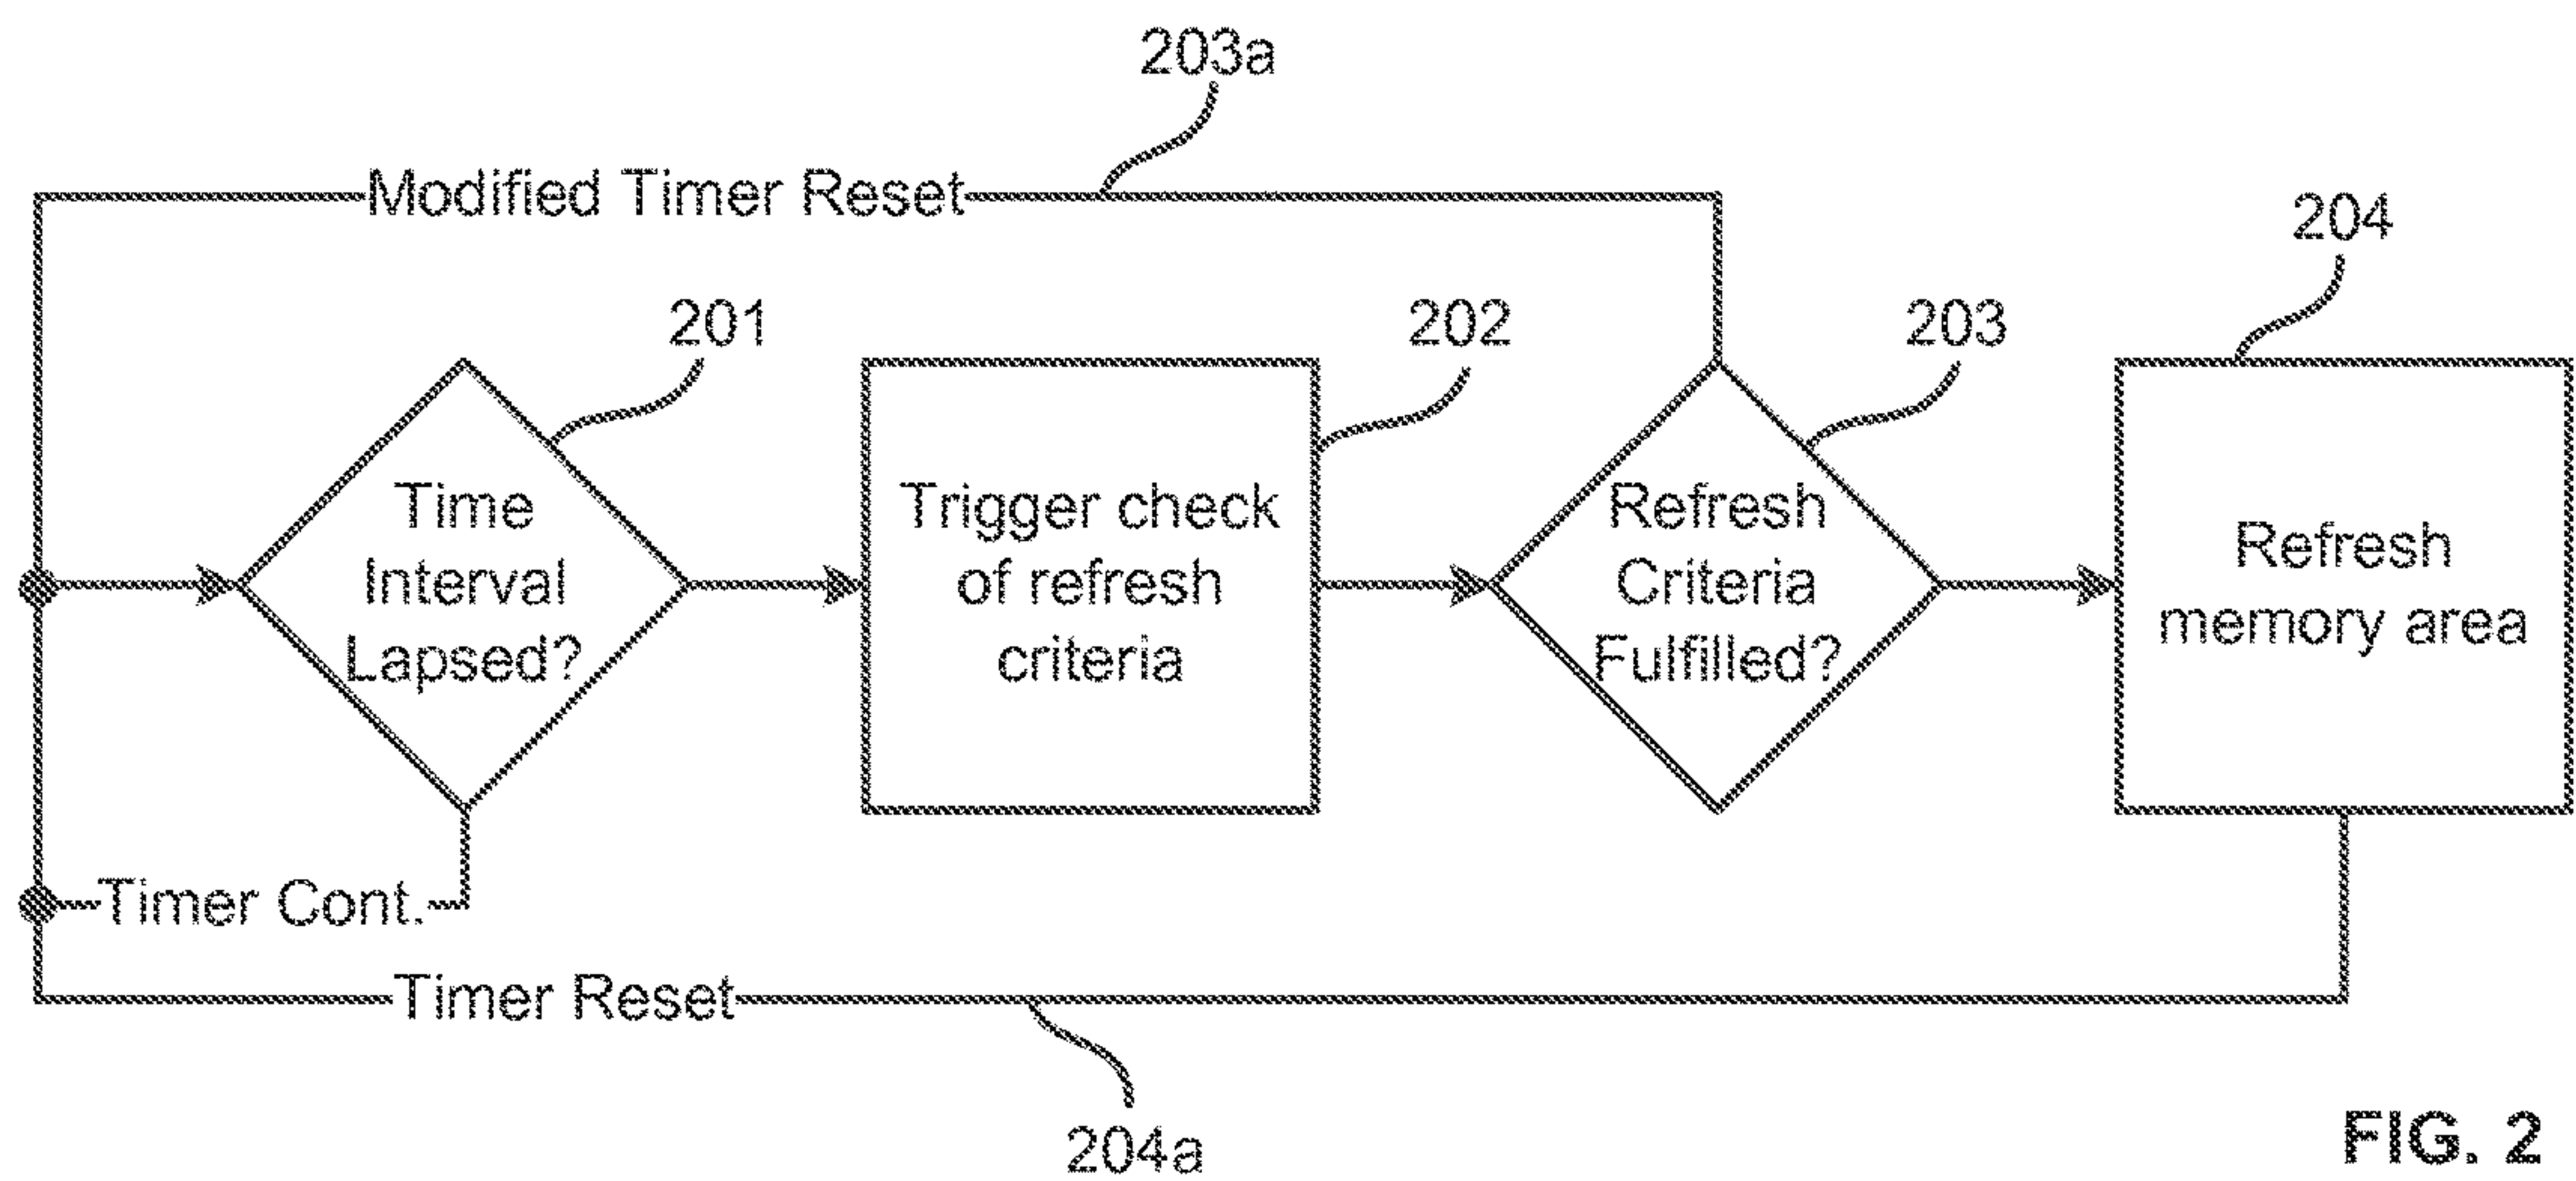 203a
Modified Timer Reset
204
201
202
203
Time
Interval
Lapsed?
Trigger check
of refresh
criteria
Refresh
Criteria
Fulfilled?
Refresh
memory area
Timer Cont.
Timer Reset
204a
FIG. 2